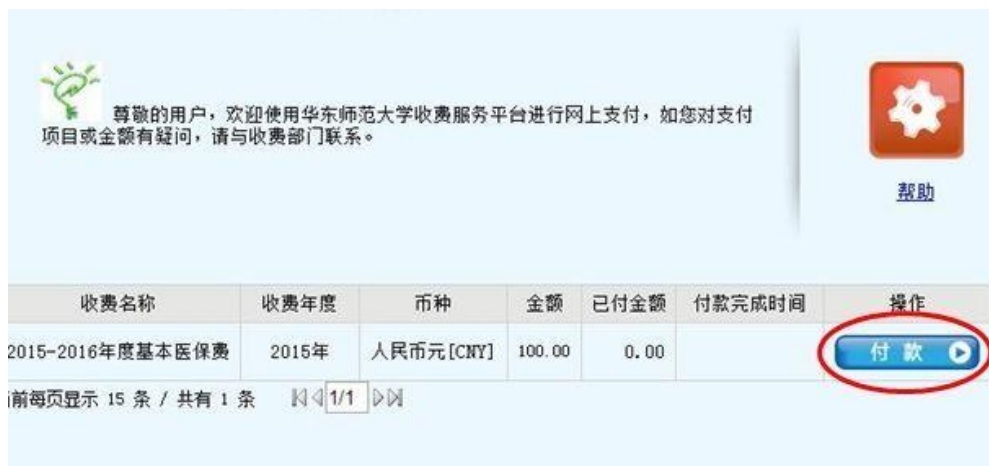 尊敬的用户，欢迎使用华东师范大学收费服务平台进行网上支付，如您对支付
项目或金额有疑问，请与收费部门联系。
帮助
收费名称 收费年度 币种 金额 已付金额 付款完成时间 操作
2015-2016年度基本医保费 2015年 人民币元[CNY] 100.00 0.00 付款
前每页显示 15 条 / 共有 1 条 1/1